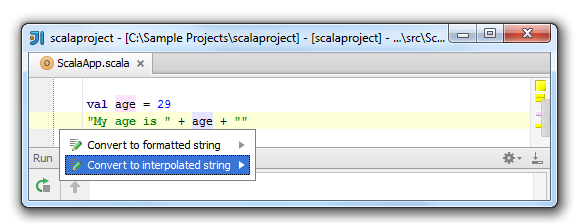 scalaproject - [C:\Sample Projects\scalaproject] - [scalaproject] - ...\src\Sc...
ScalaApp.scala
val age = 29
"My age is " + age + ""
Convert to formatted string
Convert to interpolated string
Run